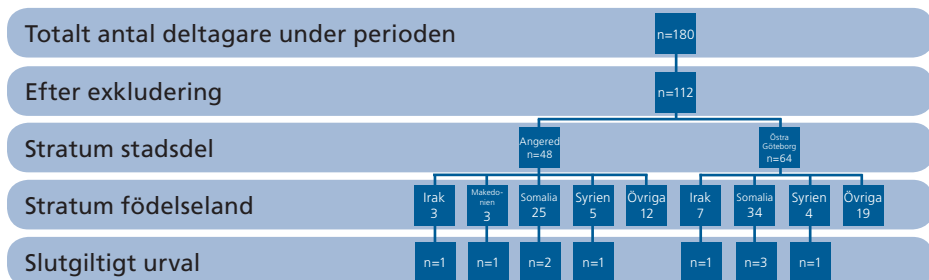 Totalt antal deltagare under perioden
n=180
Efter exkludering
n=112
Stratum stadsdel
Angered
n=48
Östra
Göteborg
n=64
Stratum födelseland
Irak
3
Makedo-
nien
3
Somalia
25
Syrien
5
Övriga
12
Irak
7
Somalia
34
Syrien
4
Övriga
19
Slutgiltigt urval
n=1
n=1
n=2
n=1
n=1
n=3
n=1